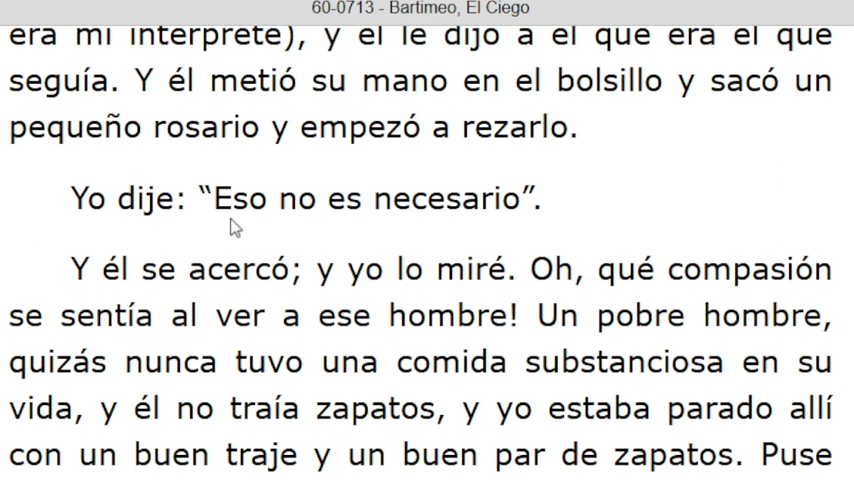 60-0713 - Bartimeo, El Ciego
era mi intérprete), y él le dijo a él que era el que
seguía. Y él metió su mano en el bolsillo y sacó un
pequeño rosario y empezó a rezarlo.
Yo dije: “Eso no es necesario”.
Y él se acercó; y yo lo miré. Oh, qué compasión
se sentía al ver a ese hombre! Un pobre hombre,
quizás nunca tuvo una comida substanciosa en su
vida, y él no traía zapatos, y yo estaba parado allí
con un buen traje y un buen par de zapatos. Puse